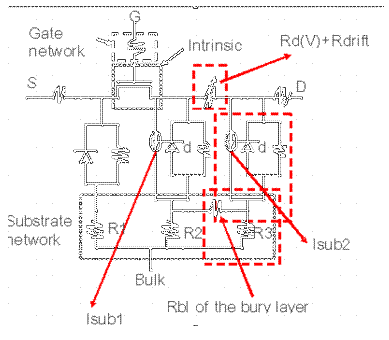 G
Gate
network
Intrinsic
Rd(V)+Rdrift
S
D
d
d
Substrate
network
R1
R2
R3
Isub2
Bulk
Isub1
Rbl of the bury layer